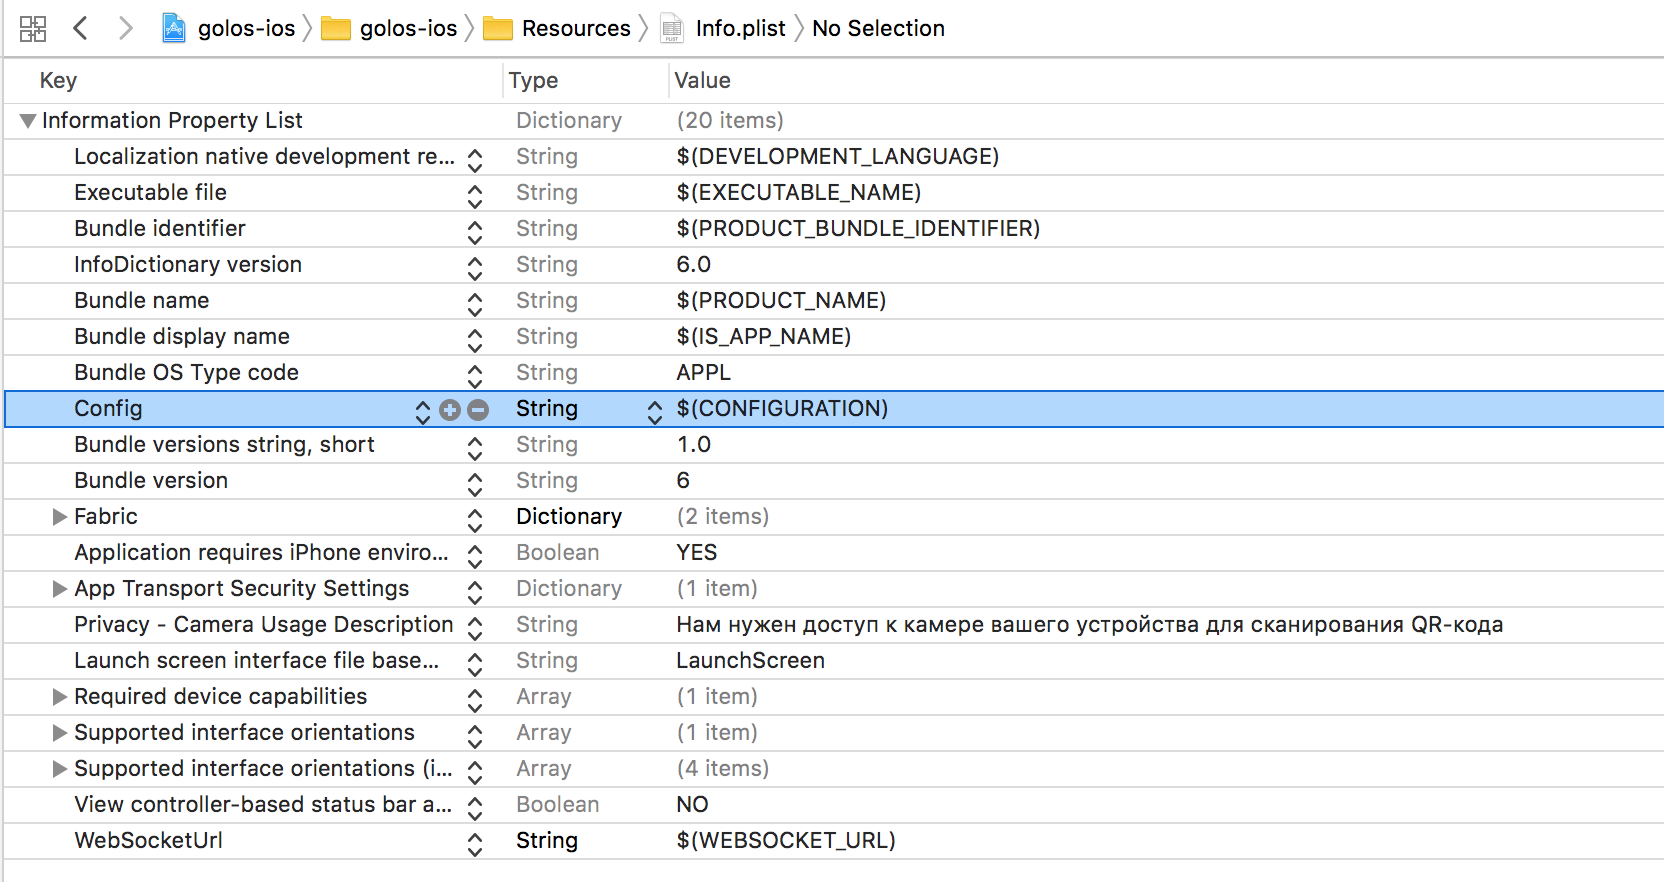 golos-ios golos-ios Resources Info.plist No Selection
Key Type Value
Information Property List Dictionary (20 items)
Localization native development re... String $(DEVELOPMENT_LANGUAGE)
Executable file String $(EXECUTABLE_NAME)
Bundle identifier String $(PRODUCT_BUNDLE_IDENTIFIER)
InfoDictionary version String 6.0
Bundle name String $(PRODUCT_NAME)
Bundle display name String $(IS_APP_NAME)
Bundle OS Type code String APPL
Config String $(CONFIGURATION)
Bundle versions string, short String 1.0
Bundle version String 6
Fabric Dictionary (2 items)
Application requires iPhone enviro... Boolean YES
App Transport Security Settings Dictionary (1 item)
Privacy - Camera Usage Description String Нам нужен доступ к камере вашего устройства для сканирования QR-кода
Launch screen interface file base... String LaunchScreen
Required device capabilities Array (1 item)
Supported interface orientations Array (1 item)
Supported interface orientations (i... Array (4 items)
View controller-based status bar a... Boolean NO
WebSocketUrl String $(WEBSOCKET_URL)